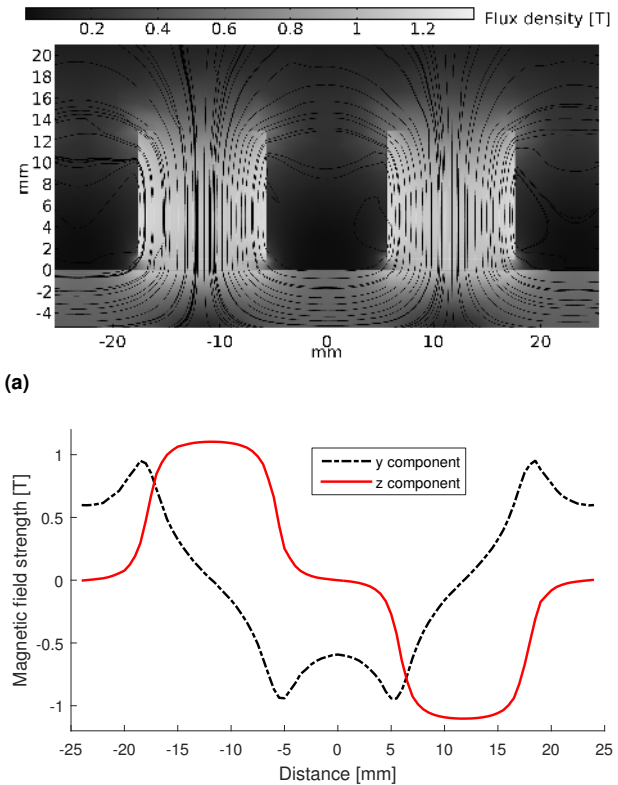 0.2 0.4 0.6 0.8 1 1.2 Flux density [T]
20
18
16
14
12
10
8
6
4
2
0
-2
-4
mm
-20 -10 0 10 20
mm
(a)
1
0.5
0
-0.5
-1
Magnetic field strength [T]
y component
z component
-25 -20 -15 -10 -5 0 5 10 15 20 25
Distance [mm]